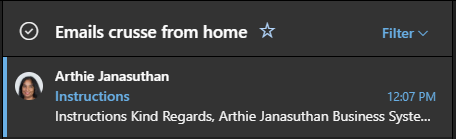 Emails crusse from home
Filter
Arthie Janasuthan
Instructions
12:07 PM
Instructions Kind Regards, Arthie Janasuthan Business Syste...